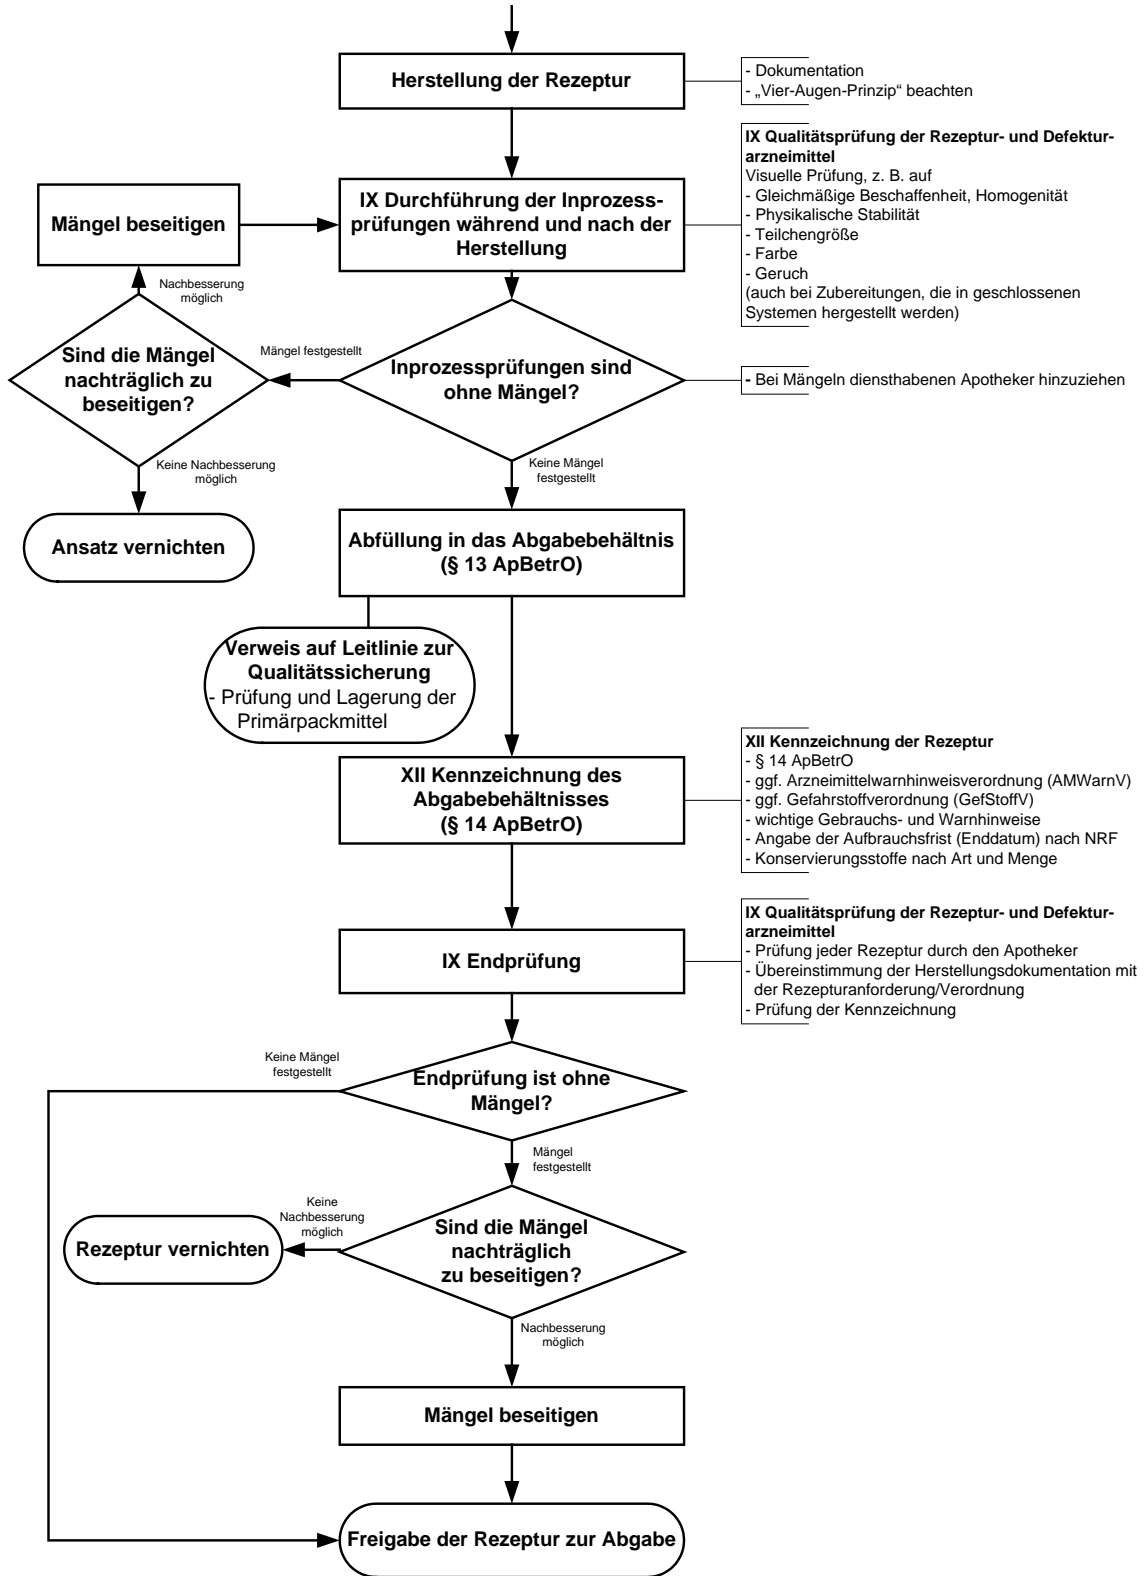 Herstellung der Rezeptur
- Dokumentation
- „Vier-Augen-Prinzip“ beachten
IX Qualitätsprüfung der Rezeptur- und Defektur-
arzneimittel
Visuelle Prüfung, z. B. auf
- Gleichmäßige Beschaffenheit, Homogenität
- Physikalische Stabilität
- Teilchengröße
- Farbe
- Geruch
(auch bei Zubereitungen, die in geschlossenen
Systemen hergestellt werden)
IX Durchführung der Inprozess-
prüfungen während und nach der
Herstellung
Mängel beseitigen
Nachbesserung
möglich
Sind die Mängel
nachträglich zu
beseitigen?
Mängel festgestellt
Inprozessprüfungen sind
ohne Mängel?
- Bei Mängeln diensthabenen Apotheker hinzuziehen
Keine Nachbesserung
möglich
Keine Mängel
festgestellt
Ansatz vernichten
Abfüllung in das Abgabebehältnis
(§ 13 ApBetrO)
Verweis auf Leitlinie zur
Qualitätssicherung
- Prüfung und Lagerung der
Primärpackmittel
XII Kennzeichnung des
Abgabebehältnisses
(§ 14 ApBetrO)
XII Kennzeichnung der Rezeptur
- § 14 ApBetrO
- ggf. Arzneimittelwarnhinweisverordnung (AMWarnV)
- ggf. Gefahrstoffverordnung (GefStoffV)
- wichtige Gebrauchs- und Warnhinweise
- Angabe der Aufbrauchsfrist (Enddatum) nach NRF
- Konservierungsstoffe nach Art und Menge
IX Endprüfung
IX Qualitätsprüfung der Rezeptur- und Defektur-
arzneimittel
- Prüfung jeder Rezeptur durch den Apotheker
- Übereinstimmung der Herstellungsdokumentation mit
der Rezepturanforderung/Verordnung
- Prüfung der Kennzeichnung
Keine Mängel
festgestellt
Endprüfung ist ohne
Mängel?
Mängel
festgestellt
Keine
Nachbesserung
möglich
Rezeptur vernichten
Sind die Mängel
nachträglich
zu beseitigen?
Nachbesserung
möglich
Mängel beseitigen
Freigabe der Rezeptur zur Abgabe